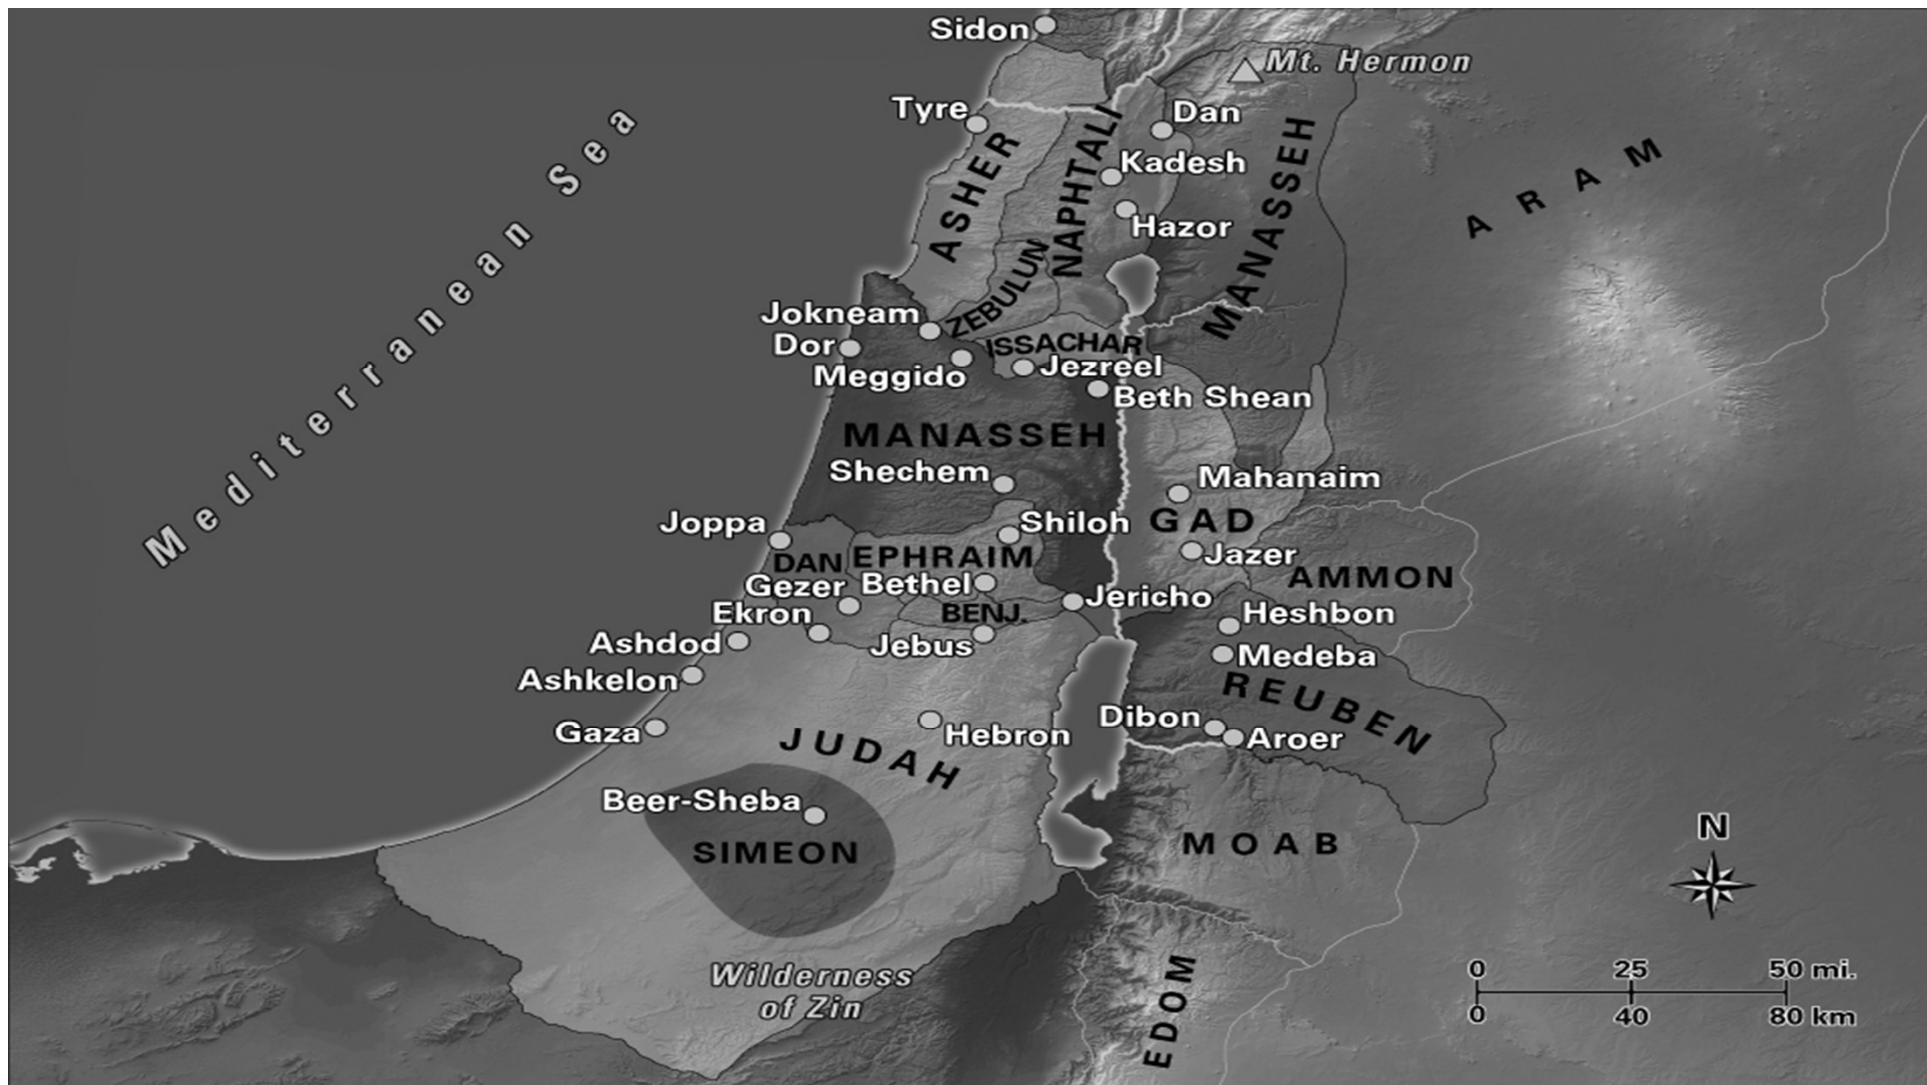 Sidon
Mt. Hermon
Tyre
Dan
Kadesh
Hazor
ASHER
NAPHTALI
MANASSEH
ARAM
Mediterranean Sea
ZEBULUN
Jokneam
Dor
Meggido
ISSACHAR
Jezreel
Beth Shean
MANASSEH
Shechem
Mahanaim
Joppa
Shiloh
GAD
DAN
EPHRAIM
Jazer
AMMON
Gezer
Bethel
Jericho
Heshbon
Ekron
BENJ.
Ashdod
Jebus
Medeba
Ashkelon
REUBEN
Gaza
Dibon
Aroer
JUDAH
Hebron
Beer-Sheba
SIMEON
MOAB
N
Wilderness
of Zin
EDOM
0 25 50 mi.
0 40 80 km